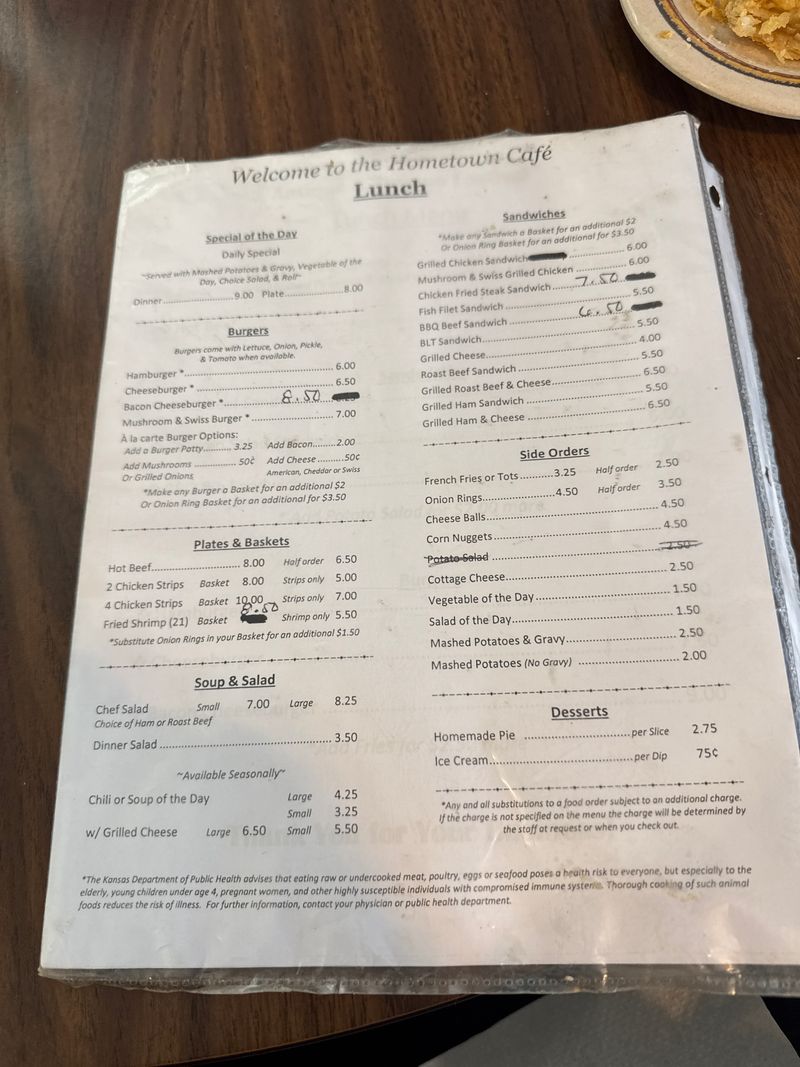 Welcome to the Hometown Café
Lunch
Special of the Day
Daily Special
~Served with Mashed Potatoes & Gravy, Vegetable of the
Day, Choice Salad, & Roll~
Dinner.......................9.00 Plate....................8.00
Burgers
Burgers come with Lettuce, Onion, Pickle,
& Tomato when available.
Hamburger * .................................... 6.00
Cheeseburger * ................................. 6.50
Bacon Cheeseburger *............... 8.50
Mushroom & Swiss Burger * .................... 7.00
À la carte Burger Options:
Add a Burger Patty.......... 3.25 Add Bacon........2.00
Add Mushrooms ................. 50¢ Add Cheese .........50¢
Or Grilled Onions American, Cheddar or Swiss
*Make any Burger a Basket for an additional $2
Or Onion Ring Basket for an additional for $3.50
Plates & Baskets
Hot Beef........................... 8.00 Half order 6.50
2 Chicken Strips Basket 8.00 Strips only 5.00
4 Chicken Strips Basket 10.00 Strips only 7.00
Fried Shrimp (21) Basket 8.50 Shrimp only 5.50
*Substitute Onion Rings in your Basket for an additional $1.50
Soup & Salad
Chef Salad Small 7.00 Large 8.25
Choice of Ham or Roast Beef
Dinner Salad .................................................. 3.50
~Available Seasonally~
Chili or Soup of the Day Large 4.25
Small 3.25
w/ Grilled Cheese Large 6.50 Small 5.50
Sandwiches
*Make any Sandwich a Basket for an additional $2
Or Onion Ring Basket for an additional for $3.50
Grilled Chicken Sandwich .................. 6.00
Mushroom & Swiss Grilled Chicken .................. 6.00
Chicken Fried Steak Sandwich........ 7.50
Fish Filet Sandwich ........................................ 5.50
BBQ Beef Sandwich ...................... 6.50
BLT Sandwich................................................ 5.50
Grilled Cheese............................................... 4.00
Roast Beef Sandwich ..................................... 5.50
Grilled Roast Beef & Cheese........................... 6.50
Grilled Ham Sandwich .................................... 5.50
Grilled Ham & Cheese .................................... 6.50
Side Orders
French Fries or Tots...........3.25 Half order 2.50
Onion Rings.....................4.50 Half order 3.50
Cheese Balls................................................. 4.50
Corn Nuggets............................................... 4.50
Potato Salad ................................................ 2.50
Cottage Cheese............................................. 2.50
Vegetable of the Day ..................................... 1.50
Salad of the Day............................................ 1.50
Mashed Potatoes & Gravy............................... 2.50
Mashed Potatoes (No Gravy) ........................... 2.00
Desserts
Homemade Pie .............................per Slice 2.75
Ice Cream.......................................per Dip 75¢
*Any and all substitutions to a food order subject to an additional charge.
If the charge is not specified on the menu the charge will be determined by
the staff at request or when you check out.
*The Kansas Department of Public Health advises that eating raw or undercooked meat, poultry, eggs or seafood poses a health risk to everyone, but especially to the
elderly, young children under age 4, pregnant women, and other highly susceptible individuals with compromised immune systems. Thorough cooking of such animal
foods reduces the risk of illness. For further information, contact your physician or public health department.